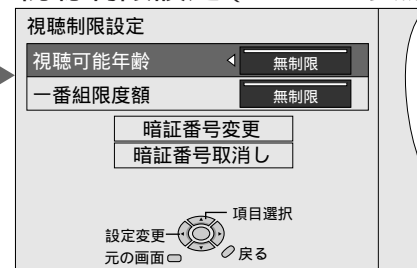 視聴制限設定
視聴可能年齢 無制限
一番組限度額 無制限
暗証番号変更
暗証番号取消し
項目選択
設定変更
元の画面 戻る